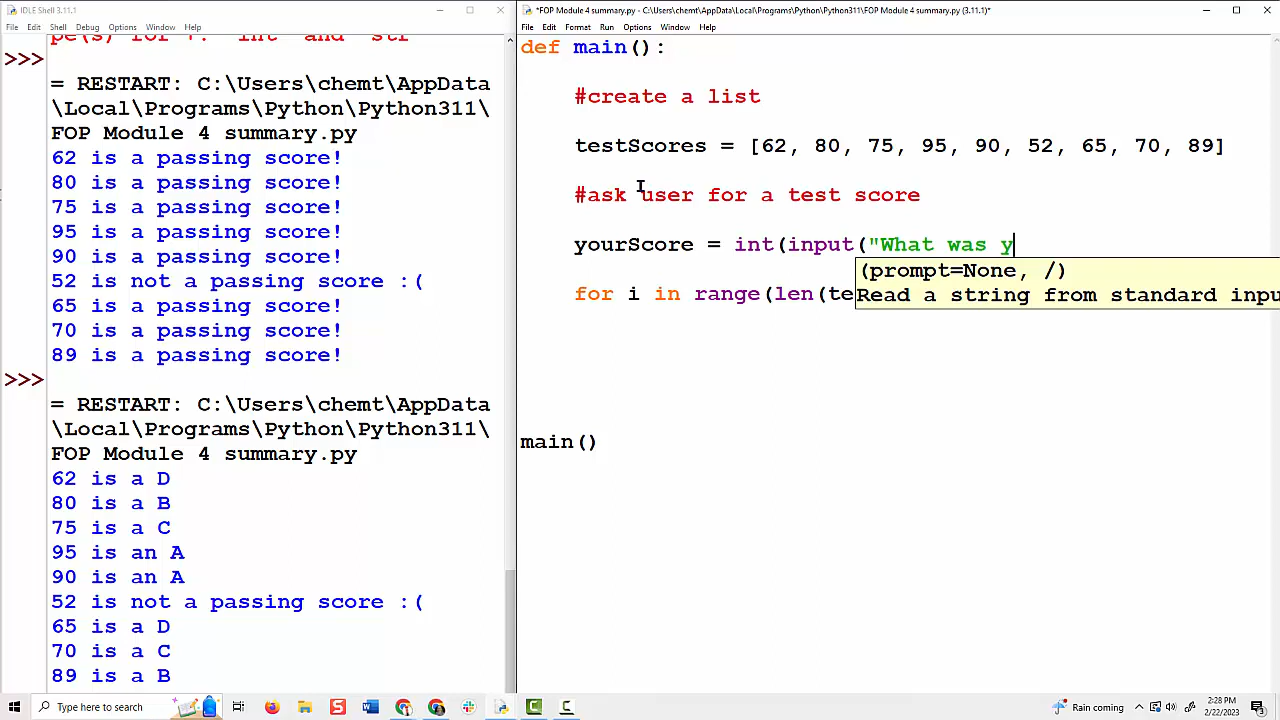 IDLE Shell 3.11.1
File Edit Shell Debug Options Window Help
pe(s) for +: 'int' and 'str'
>>>
= RESTART: C:\Users\chemt\AppData
\Local\Programs\Python\Python311\
FOP Module 4 summary.py
62 is a passing score!
80 is a passing score!
75 is a passing score!
95 is a passing score!
90 is a passing score!
52 is not a passing score :(
65 is a passing score!
70 is a passing score!
89 is a passing score!
>>>
= RESTART: C:\Users\chemt\AppData
\Local\Programs\Python\Python311\
FOP Module 4 summary.py
62 is a D
80 is a B
75 is a C
95 is an A
90 is an A
52 is not a passing score :(
65 is a D
70 is a C
89 is a B
*FOP Module 4 summary.py - C:\Users\chemt\AppData\Local\Programs\Python\Python311\FOP Module 4 summary.py (3.11.1)*
File Edit Format Run Options Window Help
def main():
#create a list
testScores = [62, 80, 75, 95, 90, 52, 65, 70, 89]
#ask user for a test score
yourScore = int(input("What was y
(prompt=None, /)
for i in range(len(te
Read a string from standard inpu
main()
Type here to search
Rain coming
2:28 PM
2/22/2023